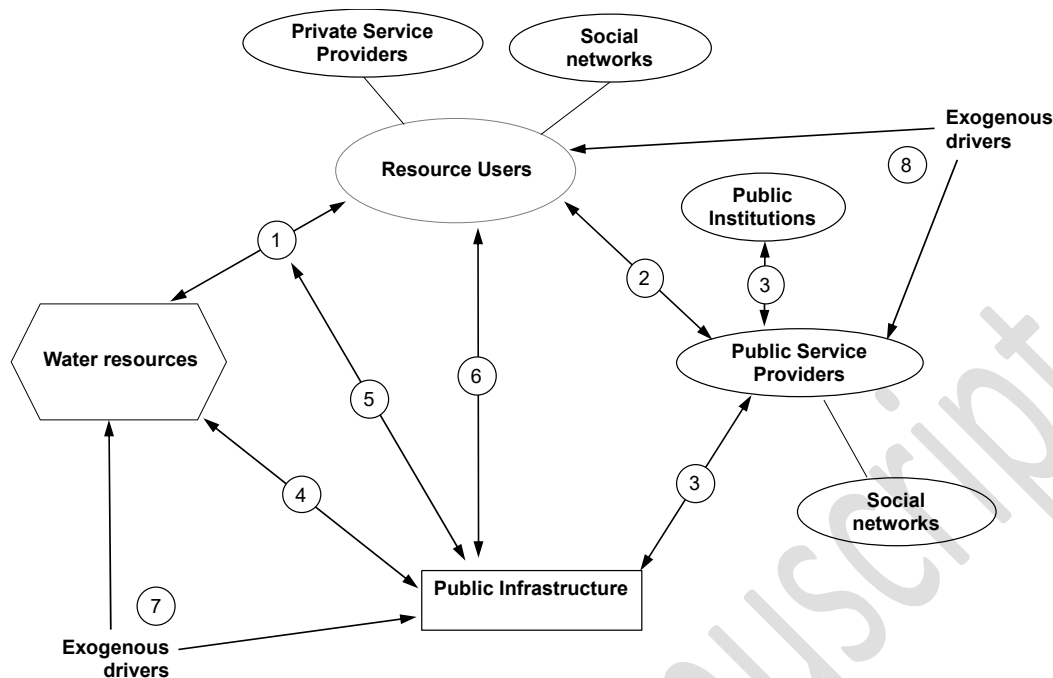 Private Service
Providers
Social
networks
Exogenous
drivers
Resource Users
8
Public
Institutions
1
2
3
Water resources
Public Service
Providers
5
6
4
3
Social
networks
Public Infrastructure
7
Exogenous
drivers